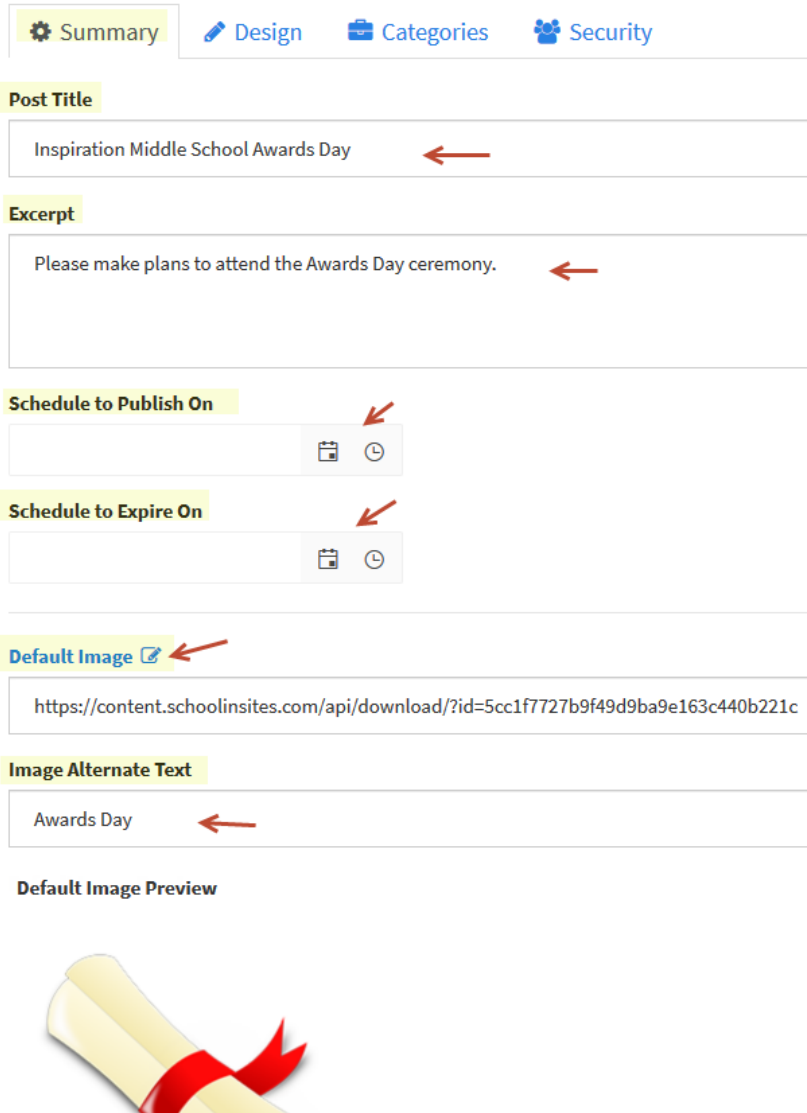 Summary Design Categories Security
Post Title
Inspiration Middle School Awards Day
Excerpt
Please make plans to attend the Awards Day ceremony.
Schedule to Publish On
Schedule to Expire On
Default Image
https://content.schoolinsites.com/api/download/?id=5cc1f7727b9f49d9ba9e163c440b221c
Image Alternate Text
Awards Day
Default Image Preview